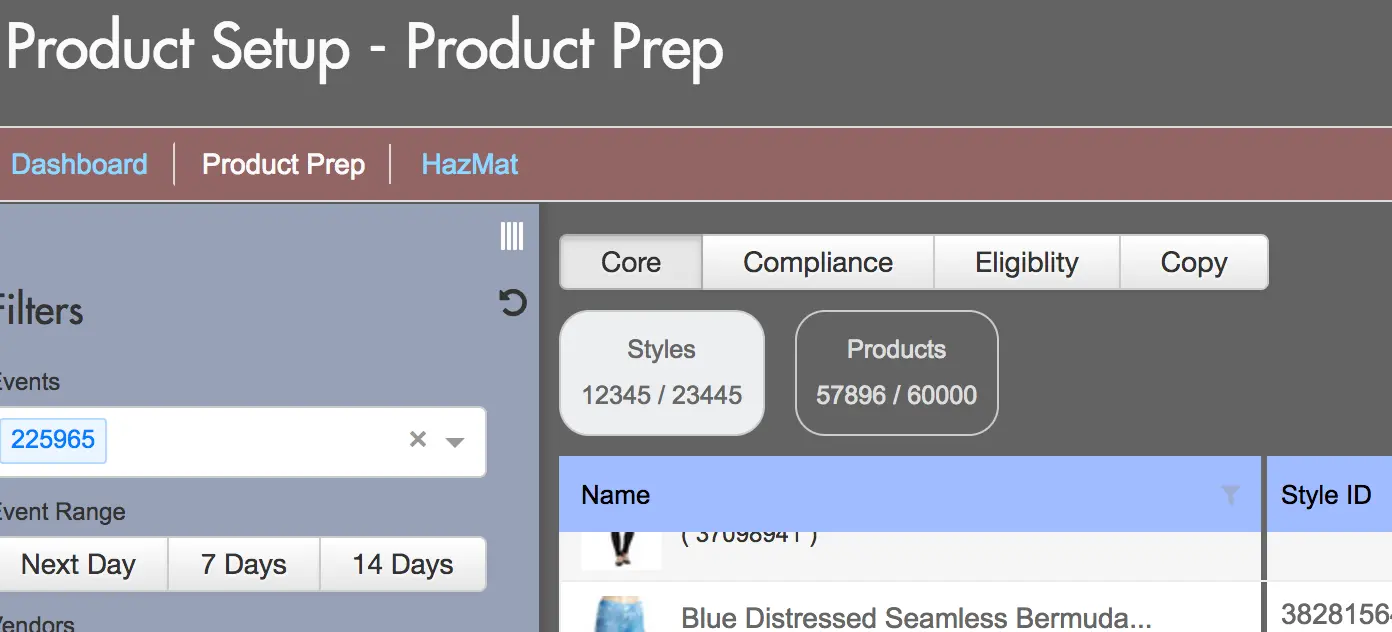 Product Setup - Product Prep
Dashboard
Product Prep
HazMat
Filters
Events
225965
Event Range
Next Day
7 Days
14 Days
Vendors
Core
Compliance
Eligiblity
Copy
Styles
12345 / 23445
Products
57896 / 60000
Name
Style ID
( 37098941 )
Blue Distressed Seamless Bermuda...
3828156